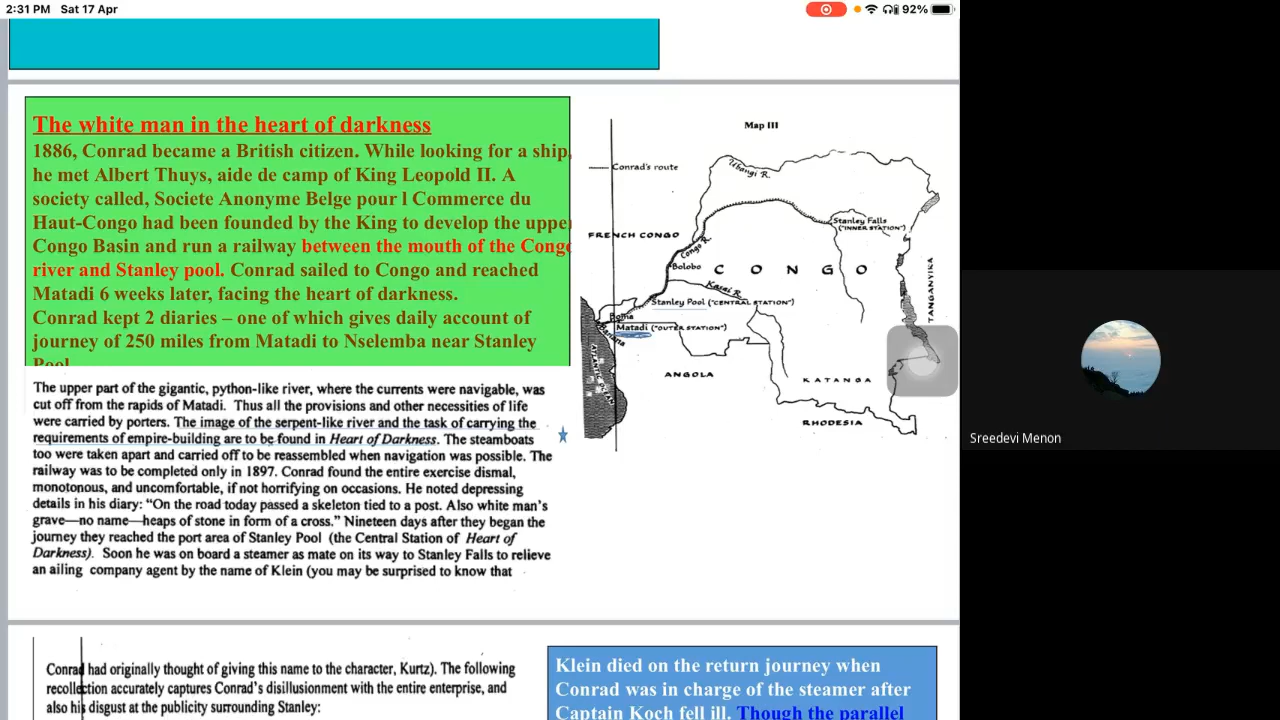 2:31 PM Sat 17 Apr
92%
The white man in the heart of darkness
1886, Conrad became a British citizen. While looking for a ship,
he met Albert Thuys, aide de camp of King Leopold II. A
society called, Societe Anonyme Belge pour l Commerce du
Haut-Congo had been founded by the King to develop the upper
Congo Basin and run a railway between the mouth of the Congo
river and Stanley pool. Conrad sailed to Congo and reached
Matadi 6 weeks later, facing the heart of darkness.
Conrad kept 2 diaries – one of which gives daily account of
journey of 250 miles from Matadi to Nselemba near Stanley
Pool
The upper part of the gigantic, python-like river, where the currents were navigable, was
cut off from the rapids of Matadi. Thus all the provisions and other necessities of life
were carried by porters. The image of the serpent-like river and the task of carrying the
requirements of empire-building are to be found in Heart of Darkness. The steamboats
too were taken apart and carried off to be reassembled when navigation was possible. The
railway was to be completed only in 1897. Conrad found the entire exercise dismal,
monotonous, and uncomfortable, if not horrifying on occasions. He noted depressing
details in his diary: “On the road today passed a skeleton tied to a post. Also white man's
grave—no name—heaps of stone in form of a cross.” Nineteen days after they began the
journey they reached the port area of Stanley Pool (the Central Station of Heart of
Darkness). Soon he was on board a steamer as mate on its way to Stanley Falls to relieve
an ailing company agent by the name of Klein (you may be surprised to know that
Map III
Conrad's route
Ubangi R.
Stanley Falls
("INNER STATION")
FRENCH CONGO
Congo R.
Bolobo
CONGO
Kasai R.
Stanley Pool ("CENTRAL STATION")
Boma
Matadi ("OUTER STATION")
Banana
ATLANTIC OCEAN
TANGANYIKA
ANGOLA
KATANGA
RHODESIA
Sreedevi Menon
Conrad had originally thought of giving this name to the character, Kurtz). The following
recollection accurately captures Conrad's disillusionment with the entire enterprise, and
also his disgust at the publicity surrounding Stanley:
Klein died on the return journey when
Conrad was in charge of the steamer after
Captain Koch fell ill. Though the parallel